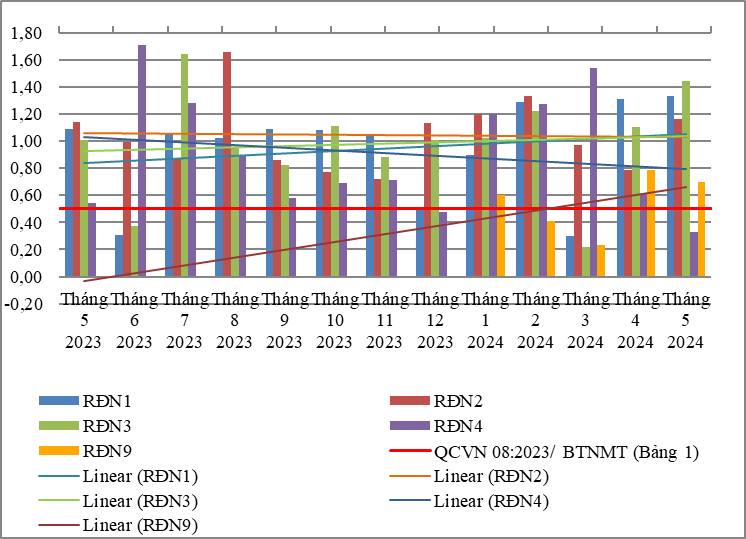 1,80
1,60
1,40
1,20
1,00
0,80
0,60
0,40
0,20
0,00
-0,20
Tháng Tháng Tháng Tháng Tháng Tháng Tháng Tháng Tháng Tháng Tháng Tháng Tháng
5 6 7 8 9 10 11 12 1 2 3 4 5
2023 2023 2023 2023 2023 2023 2023 2023 2024 2024 2024 2024 2024
RĐN1 RĐN2
RĐN3 RĐN4
RĐN9 QCVN 08:2023/ BTNMT (Bảng 1)
Linear (RĐN1) Linear (RĐN2)
Linear (RĐN3) Linear (RĐN4)
Linear (RĐN9)